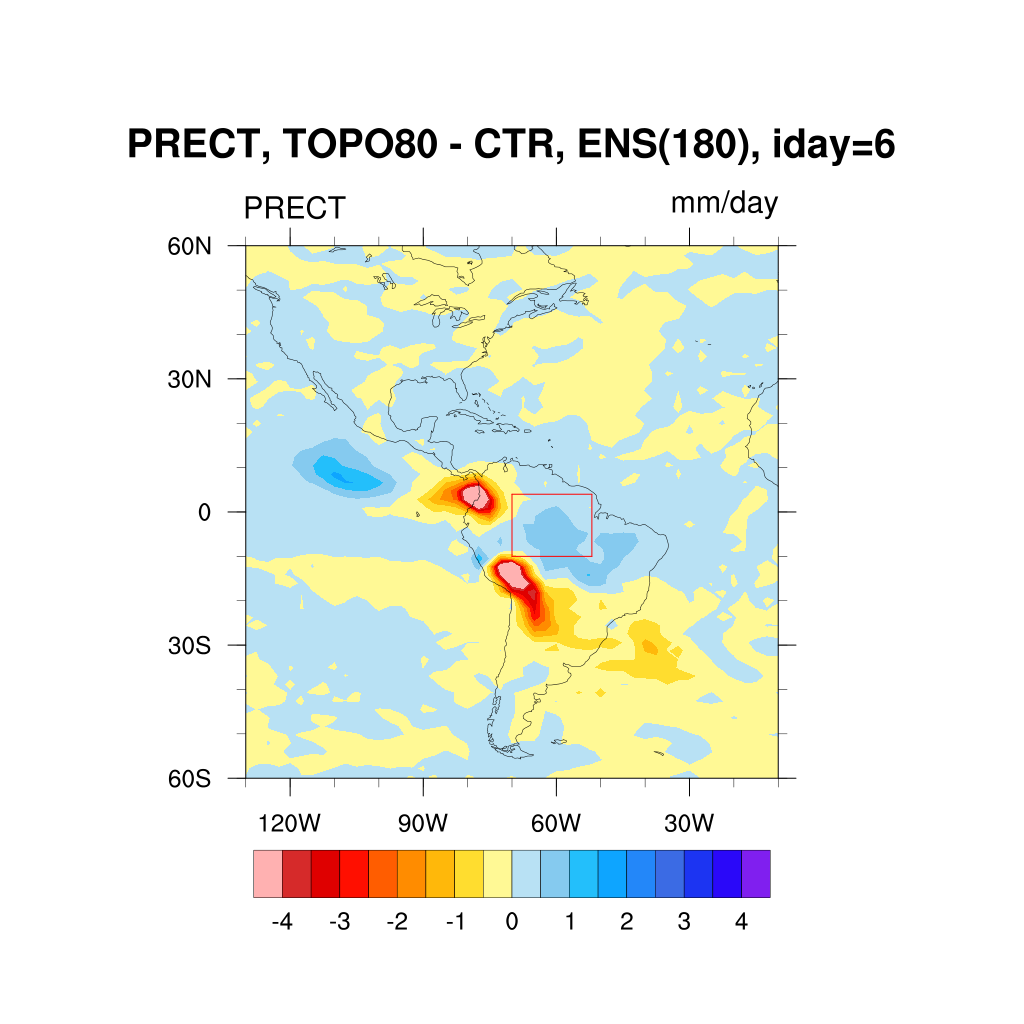 PRECT, TOPO80 - CTR, ENS(180), iday=6
PRECT mm/day
60N
30N
0
30S
60S
120W 90W 60W 30W
-4 -3 -2 -1 0 1 2 3 4